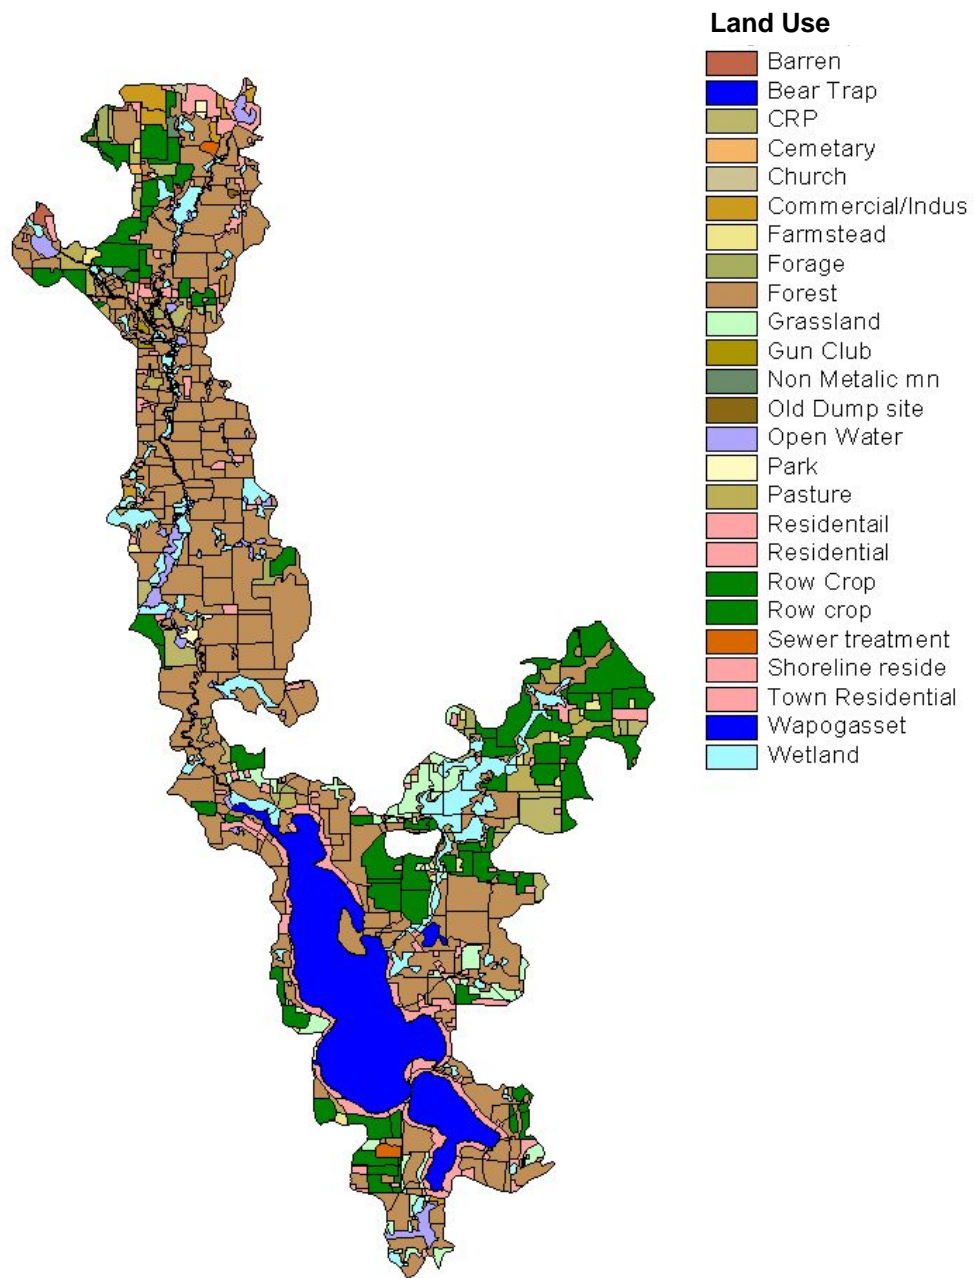 Land Use
Barren
Bear Trap
CRP
Cemetary
Church
Commercial/Indus
Farmstead
Forage
Forest
Grassland
Gun Club
Non Metalic mn
Old Dump site
Open Water
Park
Pasture
Residentail
Residential
Row Crop
Row crop
Sewer treatment
Shoreline reside
Town Residential
Wapogasset
Wetland